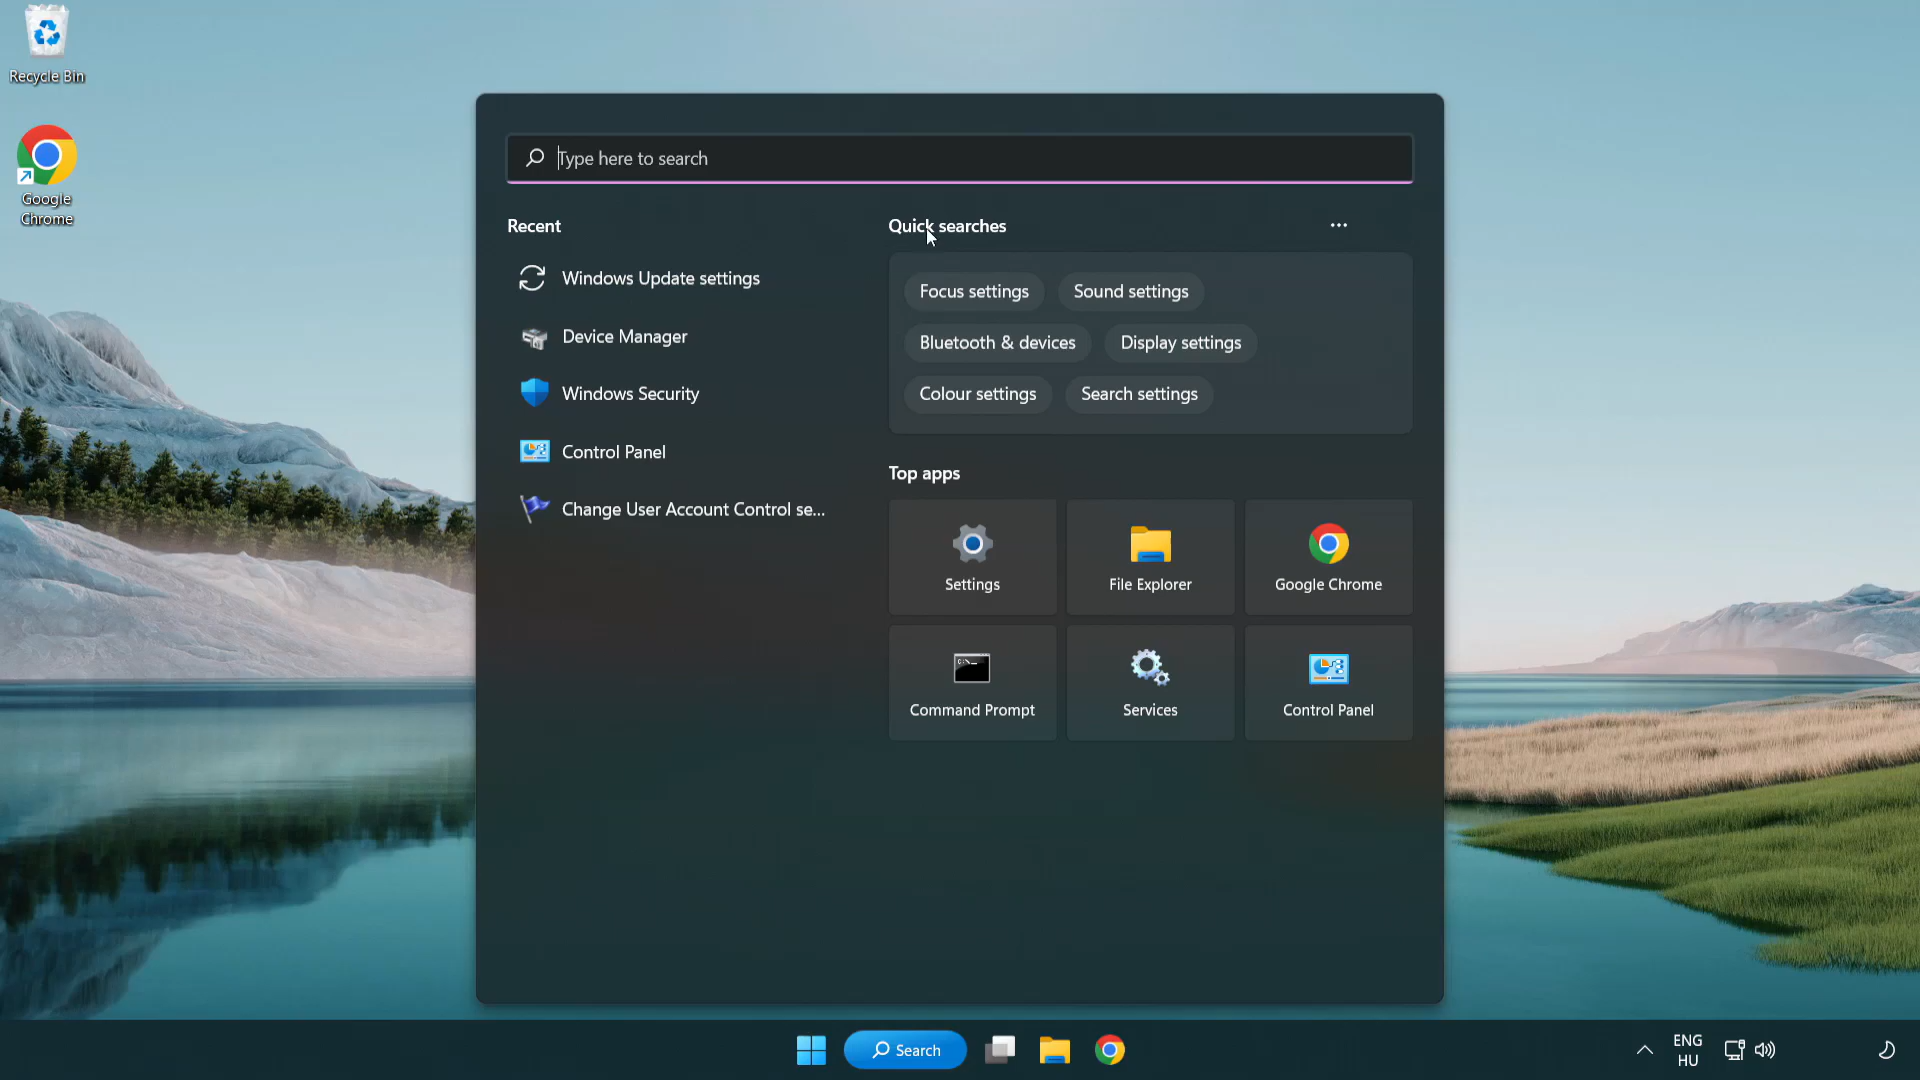 Recycle Bin
Google
Chrome
Type here to search
Recent
Windows Update settings
Device Manager
Windows Security
Control Panel
Change User Account Control se...
Quick searches
Focus settings
Sound settings
Bluetooth & devices
Display settings
Colour settings
Search settings
Top apps
Settings
File Explorer
Google Chrome
Command Prompt
Services
Control Panel
Search
ENG
HU